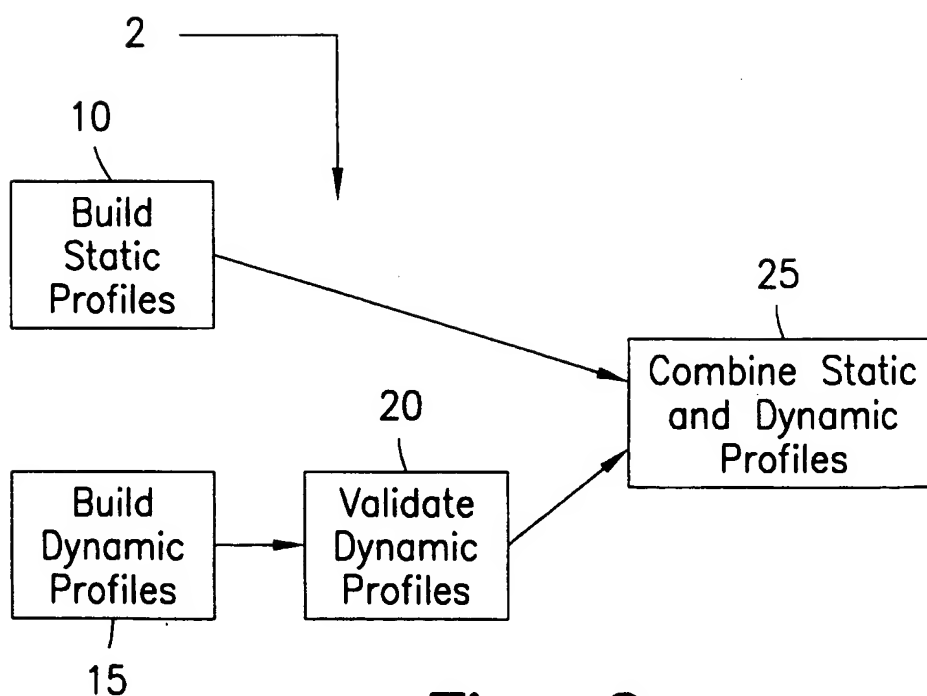 2
10
Build
Static
Profiles
25
Combine Static
and Dynamic
Profiles
20
Build
Dynamic
Profiles
Validate
Dynamic
Profiles
15